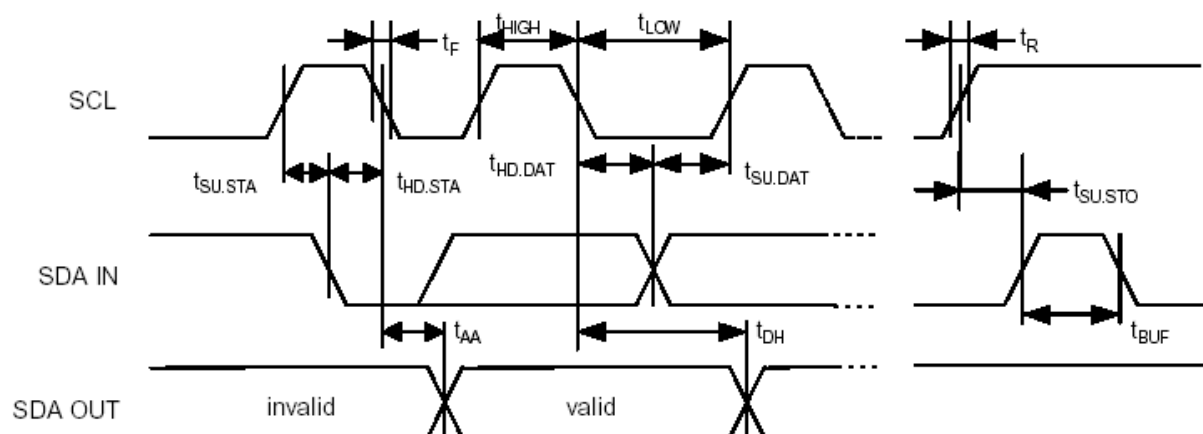 tHIGH tLOW
tF tR
SCL
tSU.STA tHD.STA tHD.DAT tSU.DAT tSU.STO
SDA IN
tAA tDH tBUF
SDA OUT invalid valid